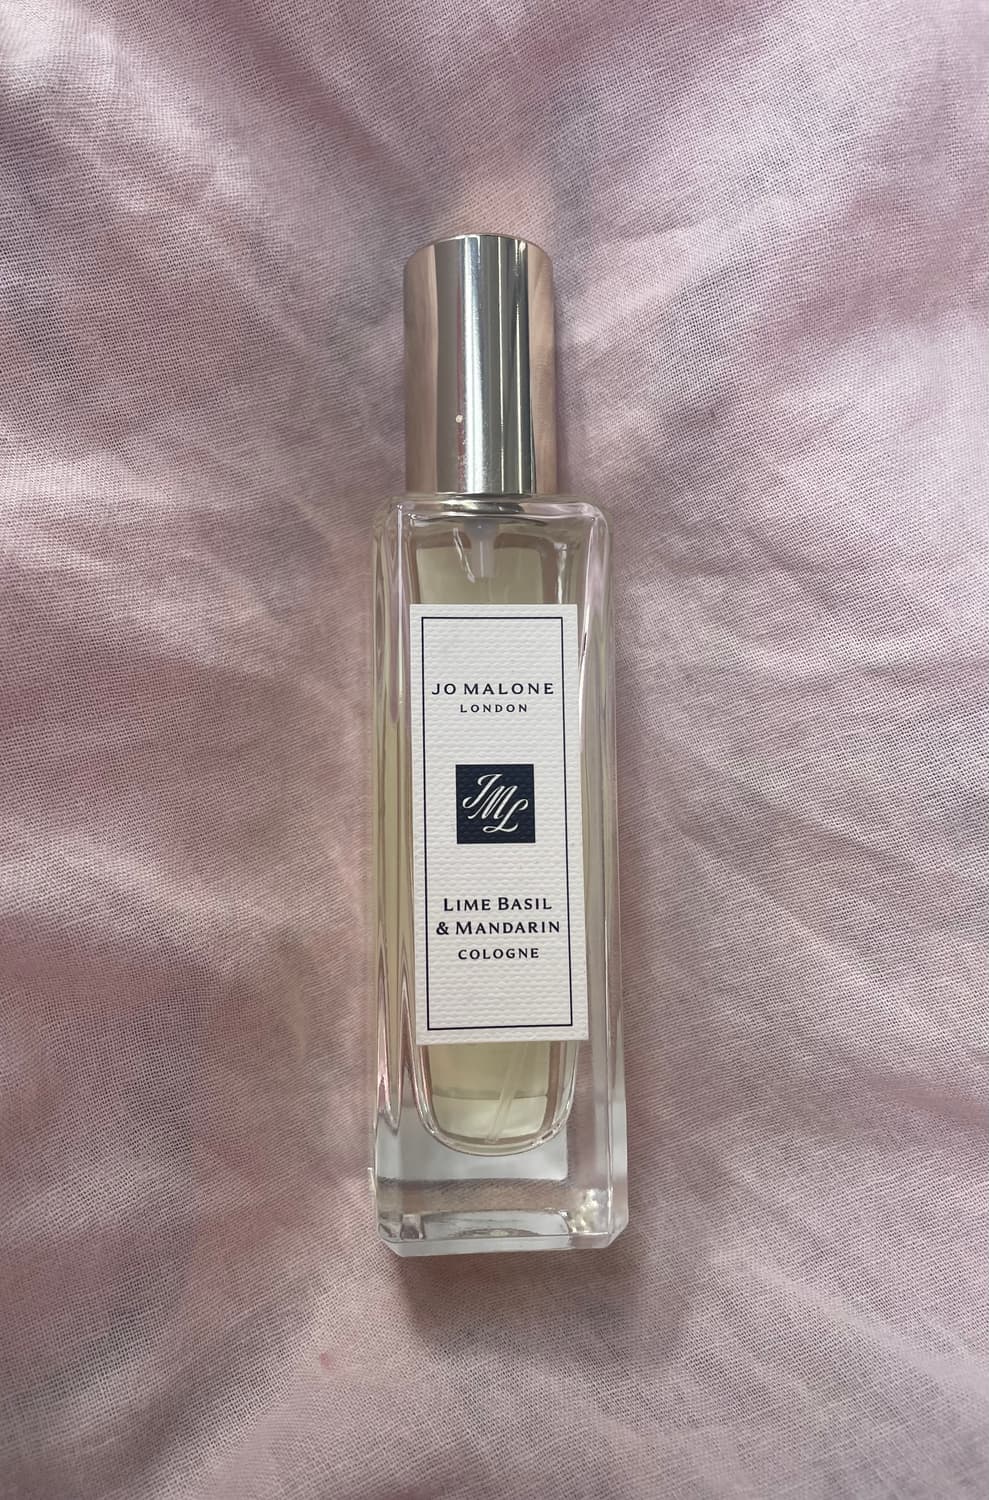 JO MALONE
LONDON
JML
LIME BASIL
& MANDARIN
COLOGNE